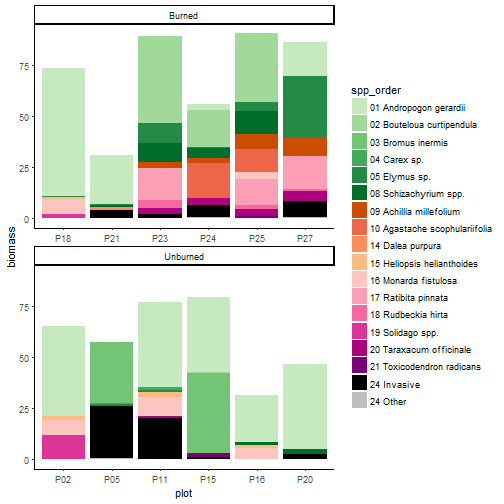 Burned
75
50
25
0
P18 P21 P23 P24 P25 P27
biomass
Unburned
75
50
25
0
P02 P05 P11 P15 P16 P20
plot
spp_order
01 Andropogon gerardii
02 Bouteloua curtipendula
03 Bromus inermis
04 Carex sp.
05 Elymus sp.
08 Schizachyrium spp.
09 Achillia millefolium
10 Agastache scophulariifolia
14 Dalea purpura
15 Heliopsis helianthoides
16 Monarda fistulosa
17 Ratibita pinnata
18 Rudbeckia hirta
19 Solidago spp.
20 Taraxacum officinale
21 Toxicodendron radicans
24 Invasive
24 Other